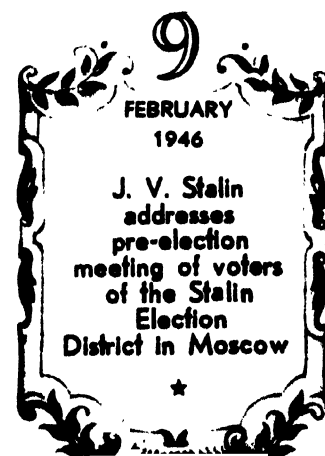 9
FEBRUARY
1946
J. V. Stalin
addresses
pre-election
meeting of voters
of the Stalin
Election
District in Moscow